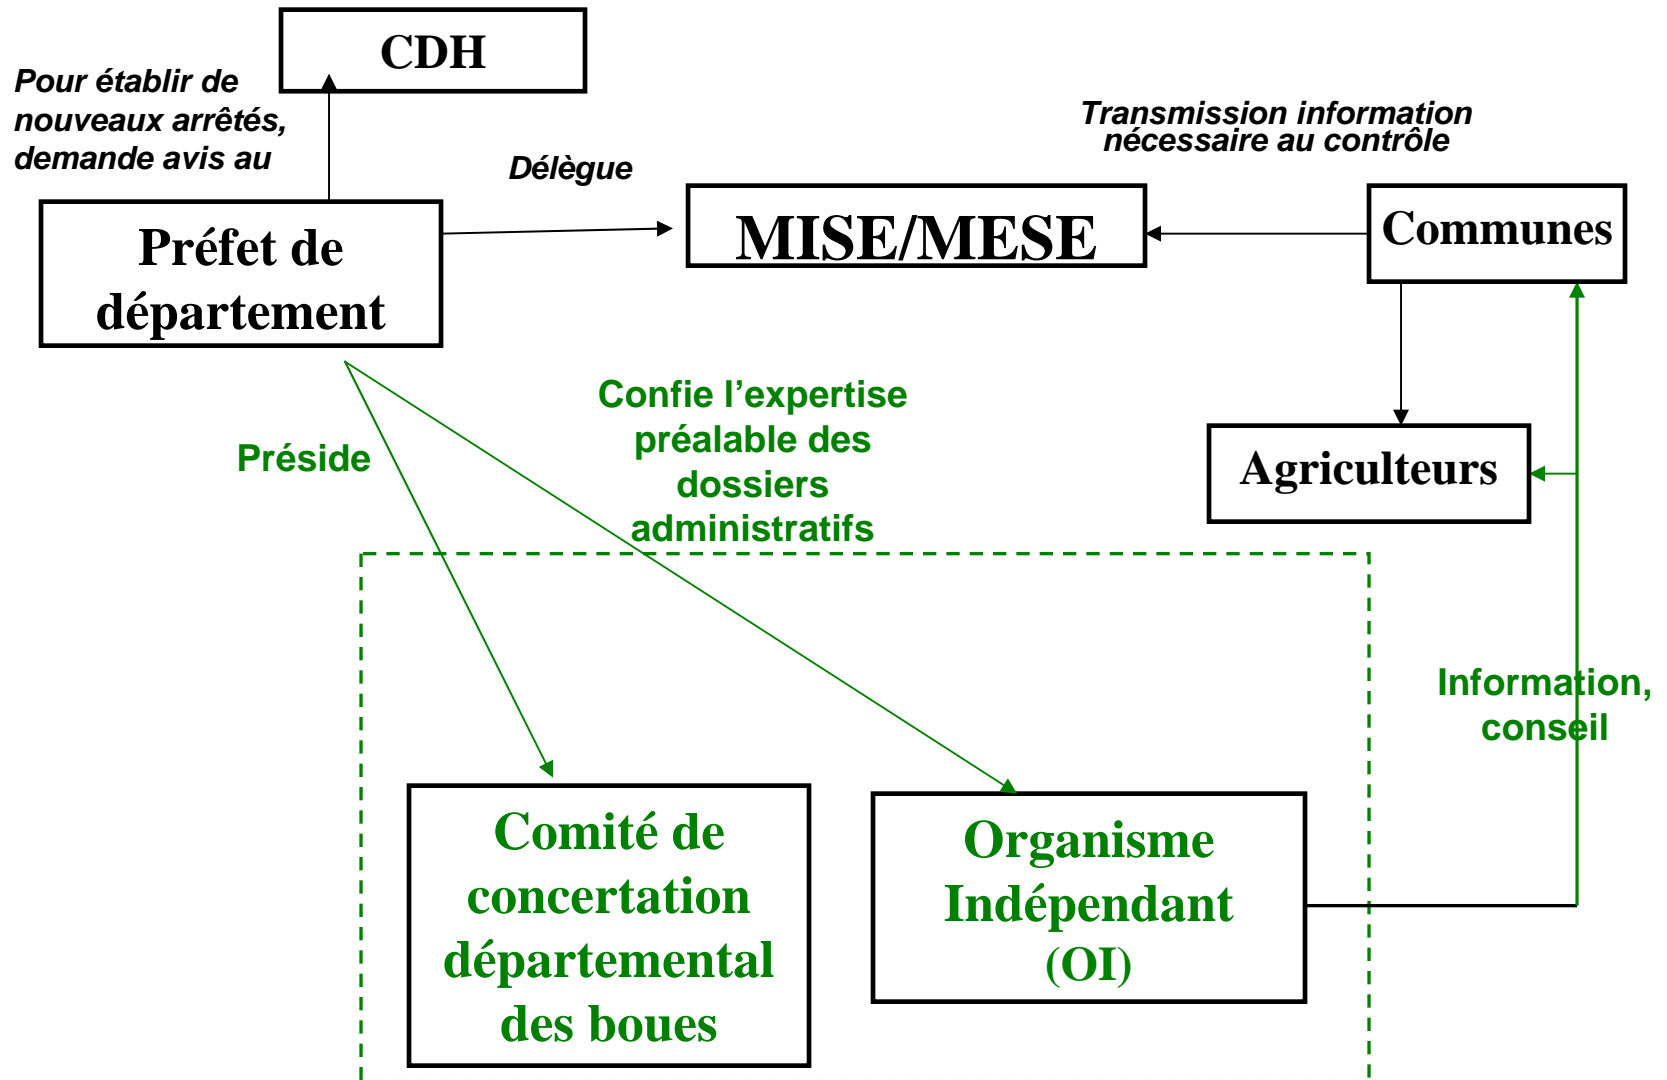 CDH
Pour établir de
nouveaux arrêtés,
demande avis au
Transmission information
nécessaire au contrôle
Délègue
Préfet de
département
MISE/MESE
Communes
Confie l’expertise
préalable des
dossiers
administratifs
Préside
Agriculteurs
Information,
conseil
Comité de
concertation
départemental
des boues
Organisme
Indépendant
(OI)